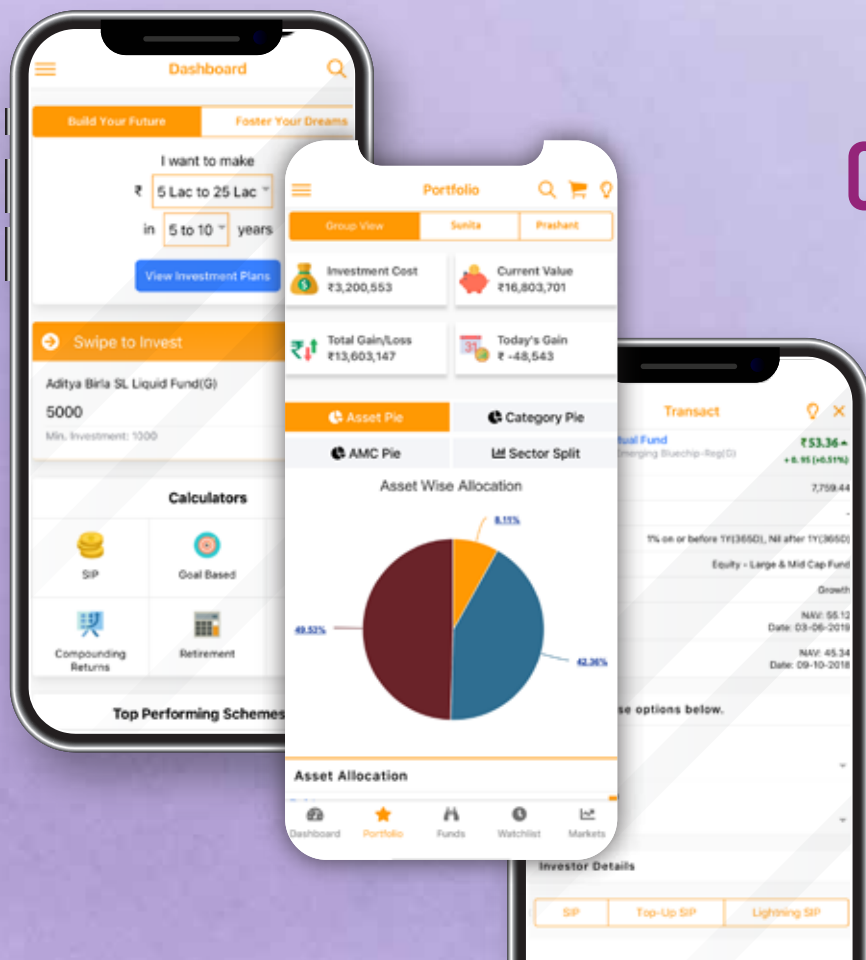 Dashboard
Build Your Future
Foster Your Dreams
I want to make
₹ 5 Lac to 25 Lac
in 5 to 10 years
View Investment Plans
Swipe to Invest
Aditya Birla SL Liquid Fund(G)
5000
Min. Investment: 1000
Calculators
SIP
Goal Based
Compounding
Returns
Retirement
Top Performing Schemes
Portfolio
Group View
Sunita
Prashant
Investment Cost
₹3,200,553
Current Value
₹16,803,701
Total Gain/Loss
₹13,603,147
31
Today's Gain
₹ -48,543
Asset Pie
Category Pie
AMC Pie
Sector Split
Asset Wise Allocation
8.11%
49.53%
42.36%
Asset Allocation
Dashboard
Portfolio
Funds
Watchlist
Markets
Transact
tual Fund
Emerging Bluechip-Reg(G)
₹53.36
7,759.44
-
1% on or before 1Y(365D), Nil after 1Y(365D)
Equity - Large & Mid Cap Fund
Growth
NAV: 55.12
Date: 03-06-2019
NAV: 45.34
Date: 09-10-2018
se options below.
Investor Details
SIP
Top-Up SIP
Lightning SIP